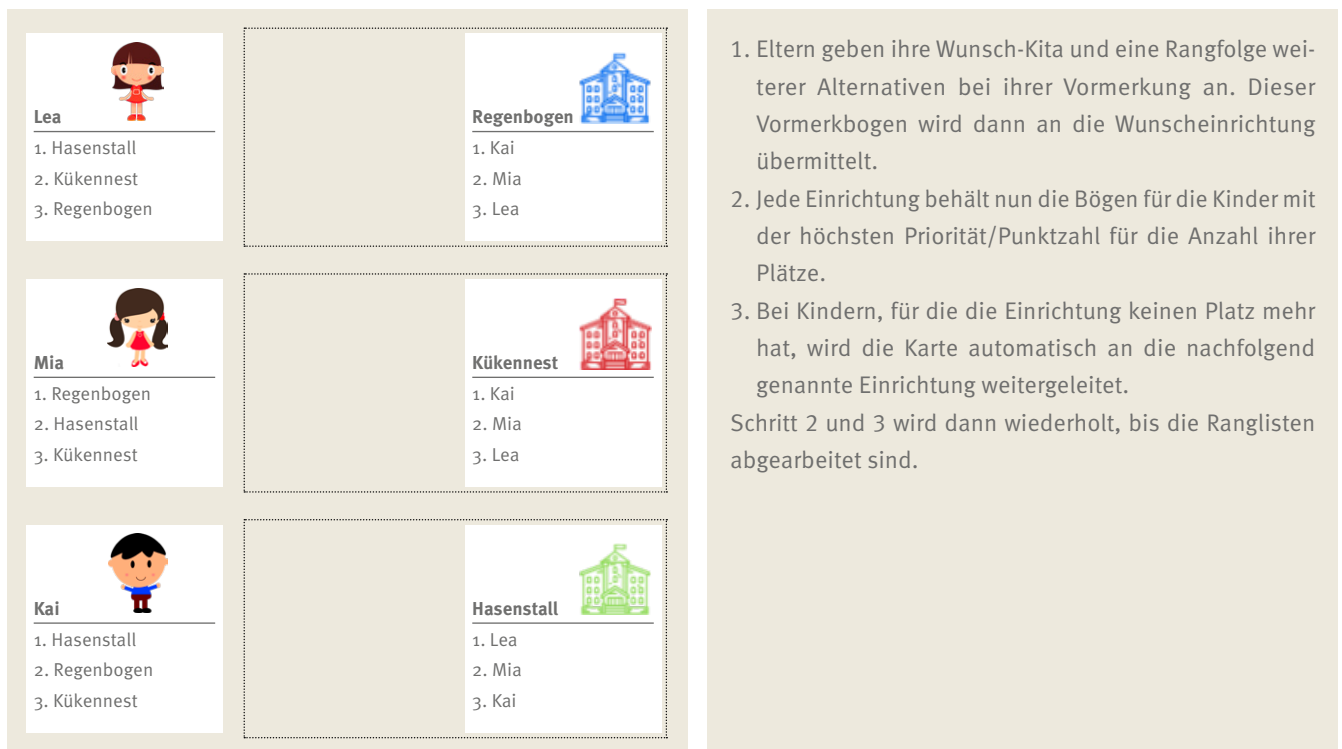 Lea
1. Hasenstall
2. Kükennest
3. Regenbogen
Regenbogen
1. Kai
2. Mia
3. Lea
Mia
1. Regenbogen
2. Hasenstall
3. Kükennest
Kükennest
1. Kai
2. Mia
3. Lea
Kai
1. Hasenstall
2. Regenbogen
3. Kükennest
Hasenstall
1. Lea
2. Mia
3. Kai
1. Eltern geben ihre Wunsch-Kita und eine Rangfolge wei-
terer Alternativen bei ihrer Vormerkung an. Dieser
Vormerkbogen wird dann an die Wunscheinrichtung
übermittelt.
2. Jede Einrichtung behält nun die Bögen für die Kinder mit
der höchsten Priorität/Punktzahl für die Anzahl ihrer
Plätze.
3. Bei Kindern, für die die Einrichtung keinen Platz mehr
hat, wird die Karte automatisch an die nachfolgend
genannte Einrichtung weitergeleitet.
Schritt 2 und 3 wird dann wiederholt, bis die Ranglisten
abgearbeitet sind.